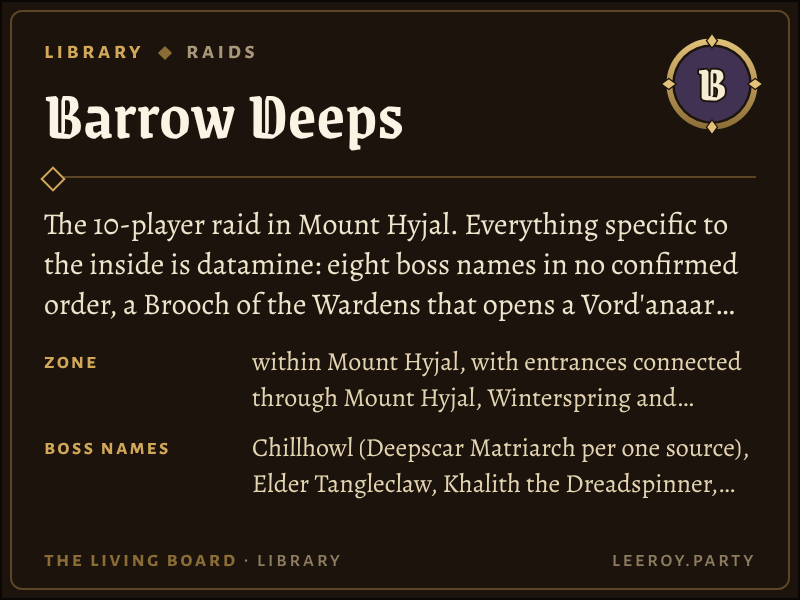 LIBRARY ◆ RAIDS
B
Barrow Deeps
The 10-player raid in Mount Hyjal. Everything specific to
the inside is datamine: eight boss names in no confirmed
order, a Brooch of the Wardens that opens a Vord'anaar...
ZONE
within Mount Hyjal, with entrances connected
through Mount Hyjal, Winterspring and...
BOSS NAMES
Chillhowl (Deepscar Matriarch per one source),
Elder Tangleclaw, Khalith the Dreadspinner,...
THE LIVING BOARD · LIBRARY
LEEROY.PARTY